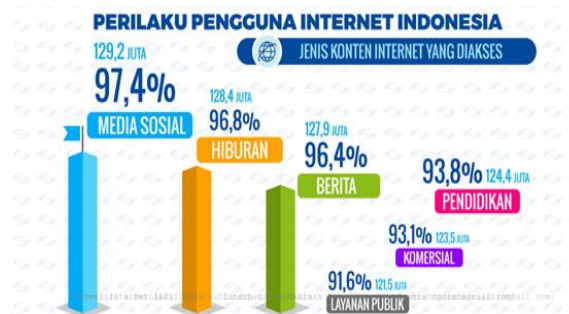 PERILAKU PENGGUNA INTERNET INDONESIA
JENIS KONTEN INTERNET YANG DIAKSES
129,2 JUTA
97,4%
MEDIA SOSIAL
128,4 JUTA
96,8%
HIBURAN
127,9 JUTA
96,4%
BERITA
93,8% 124,4 JUTA
PENDIDIKAN
93,1% 123,5 JUTA
KOMERSIAL
91,6% 121,5 JUTA
LAYANAN PUBLIK